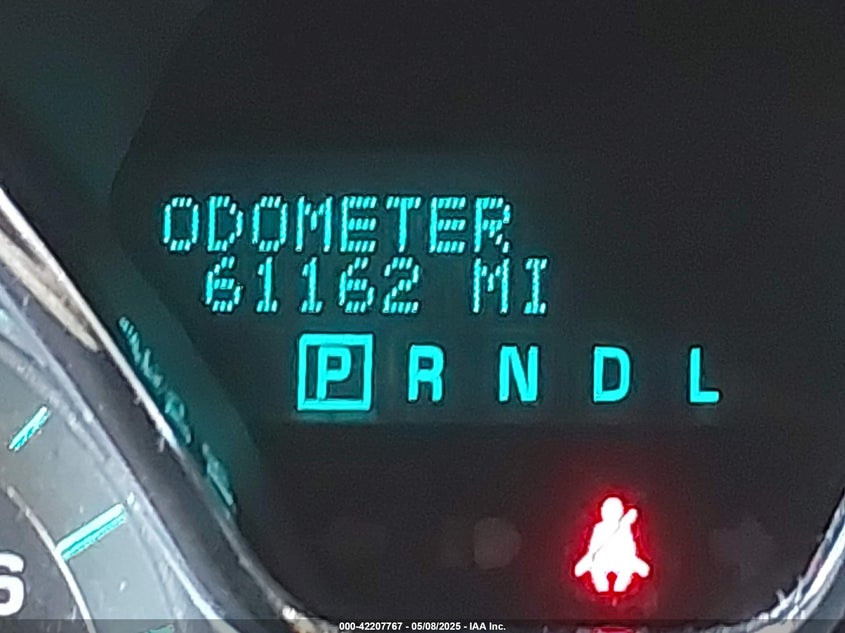 ODOMETER
61162 MI
P R N D L
000-42207767 - 05/08/2025 - IAA Inc.